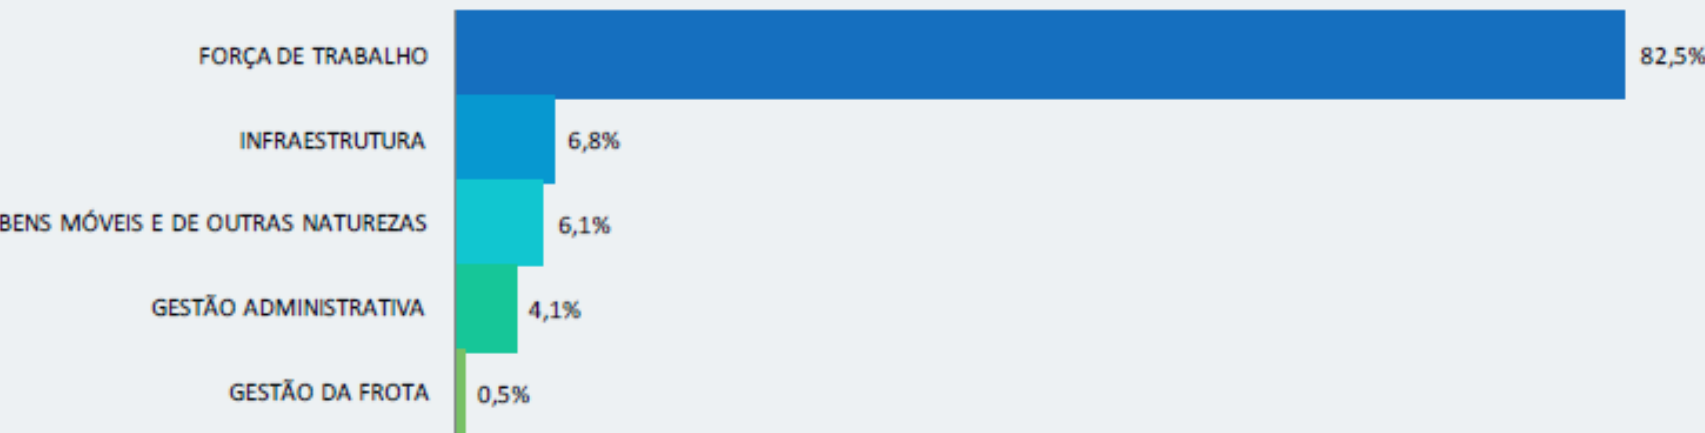 FORÇA DE TRABALHO 82,5%
INFRAESTRUTURA 6,8%
BENS MÓVEIS E DE OUTRAS NATUREZAS 6,1%
GESTÃO ADMINISTRATIVA 4,1%
GESTÃO DA FROTA 0,5%